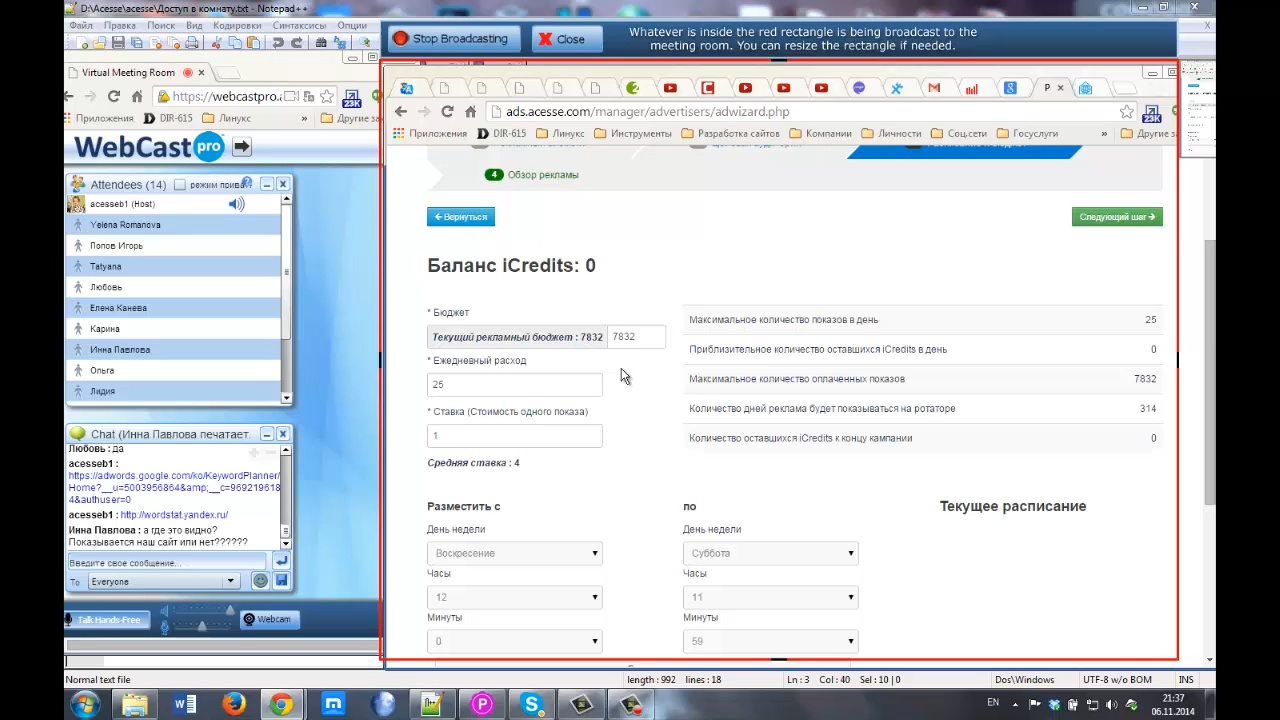 D:\Acesse\acesse\Доступ в комнату.txt - Notepad++
Файл Правка Поиск Вид Кодировки Синтаксисы Опции
Stop Broadcasting
Close
Whatever is inside the red rectangle is being broadcast to the
meeting room. You can resize the rectangle if needed.
Virtual Meeting Room
https://webcastpro.
23K
Приложения
DIR-615
Линукс
»
Другие за
WebCast pro
Attendees (14)
режим прива
acesseb1 (Host)
Yelena Romanova
Попов Игорь
Tatyana
Любовь
Елена Канева
Карина
Инна Павлова
Ольга
Лидия
Chat (Инна Павлова печатает.
Любовь: да
acesseb1 :
https://adwords.google.com/ko/KeywordPlanner/
Home?__u=5003956864&amp;__c=969219618
4&authuser=0
acesseb1 : http://wordstat.yandex.ru/
Инна Павлова : а где это видно?
Показывается наш сайт или нет??????
Введите свое сообщение...
To Everyone
Talk Hands-Free
Webcam
P
ads.acesse.com/manager/advertisers/adwizard.php
23K
Приложения
DIR-615
Линукс
Инструменты
Разработка сайтов
Компании
Личности
Соц.сети
Госуслуги
»
Другие за
4 Обзор рекламы
Вернуться
Следующий шаг
Баланс iCredits: 0
* Бюджет
Текущий рекламный бюджет : 7832 7832
* Ежедневный расход
25
* Ставка (Стоимость одного показа)
1
Средняя ставка : 4
Максимальное количество показов в день 25
Приблизительное количество оставшихся iCredits в день 0
Максимальное количество оплаченных показов 7832
Количество дней реклама будет показываться на ротаторе 314
Количество оставшихся iCredits к концу кампании 0
Разместить с
День недели
Воскресение
Часы
12
Минуты
0
по
День недели
Суббота
Часы
11
Минуты
59
Текущее расписание
Normal text file
length : 992 lines : 18
Ln : 3 Col : 40 Sel : 10 | 0
Dos\Windows
UTF-8 w/o BOM
INS
EN
21:37
06.11.2014